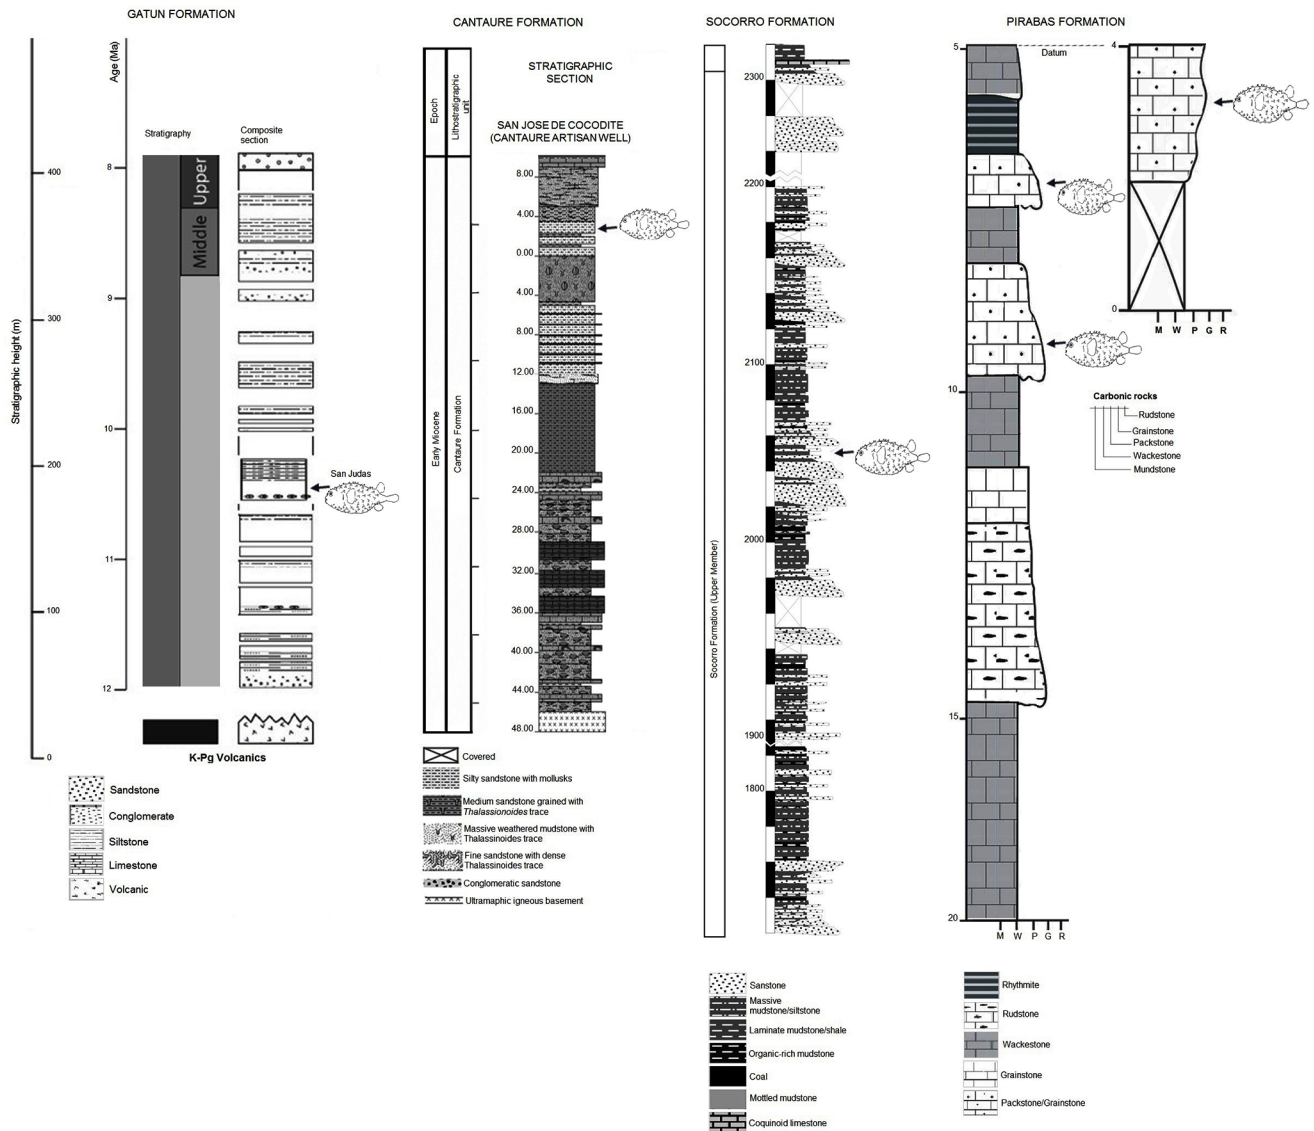 GATUN FORMATION
Stratigraphic height (m)
400
300
200
100
0
Age (Ma)
8
9
10
11
12
Stratigraphy
Composite
section
Upper
Middle
San Judas
K-Pg Volcanics
Sandstone
Conglomerate
Siltstone
Limestone
Volcanic
CANTAURE FORMATION
Epoch
Lithostratigraphic
unit
STRATIGRAPHIC
SECTION
SAN JOSE DE COCODITE
(CANTAURE ARTISAN WELL)
Early Miocene
Cantaure Formation
8.00
4.00
0.00
4.00
8.00
12.00
16.00
20.00
24.00
28.00
32.00
36.00
40.00
44.00
48.00
Covered
Silty sandstone with mollusks
Medium sandstone grained with
Thalassionoides trace
Massive weathered mudstone with
Thalassinoides trace
Fine sandstone with dense
Thalassinoides trace
Conglomeratic sandstone
Ultramaphic igneous basement
SOCORRO FORMATION
Socorro Formation (Upper Member)
2300
2200
2100
2000
1900
1800
Sanstone
Massive
mudstone/siltstone
Laminate mudstone/shale
Organic-rich mudstone
Coal
Mottled mudstone
Coquinoid limestone
PIRABAS FORMATION
5
10
15
20
M W P G R
Datum
4
0
M W P G R
Carbonic rocks
Rudstone
Grainstone
Packstone
Wackestone
Mundstone
Rhythmite
Rudstone
Wackestone
Grainstone
Packstone/Grainstone